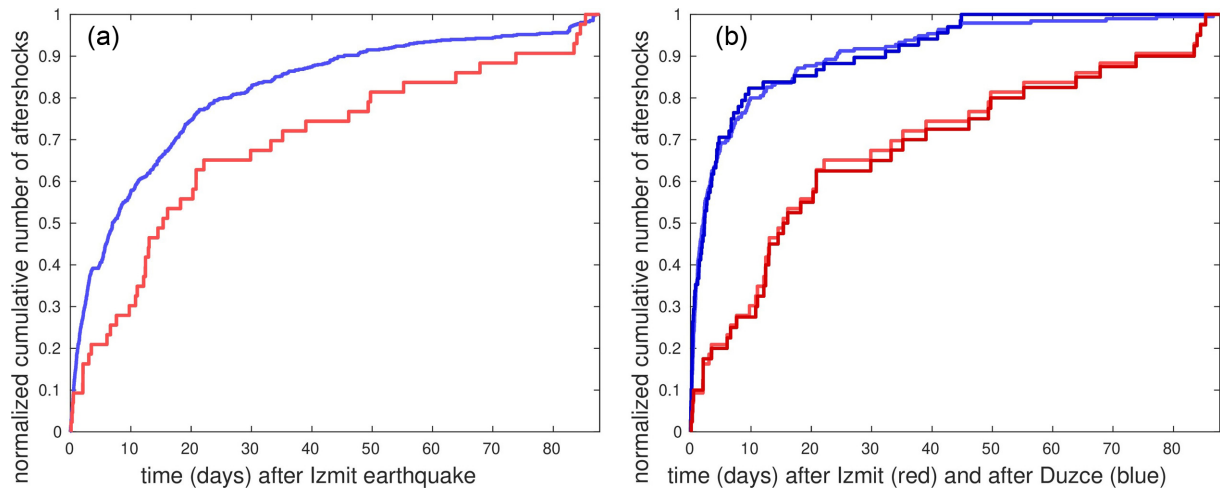 (a)
normalized cumulative number of aftershocks
1
0.9
0.8
0.7
0.6
0.5
0.4
0.3
0.2
0.1
0
0 10 20 30 40 50 60 70 80
time (days) after Izmit earthquake
(b)
normalized cumulative number of aftershocks
1
0.9
0.8
0.7
0.6
0.5
0.4
0.3
0.2
0.1
0
0 10 20 30 40 50 60 70 80
time (days) after Izmit (red) and after Duzce (blue)